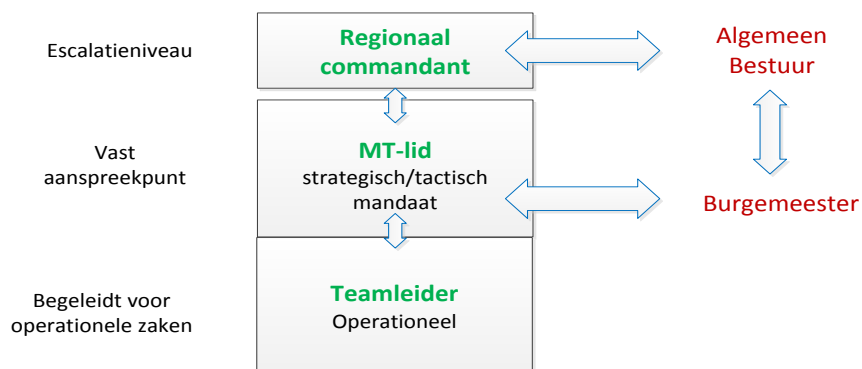 Escalatieniveau
Regionaal
commandant
Algemeen
Bestuur
Vast
aanspreekpunt
MT-lid
strategisch/tactisch
mandaat
Burgemeester
Begeleidt voor
operationele zaken
Teamleider
Operationeel